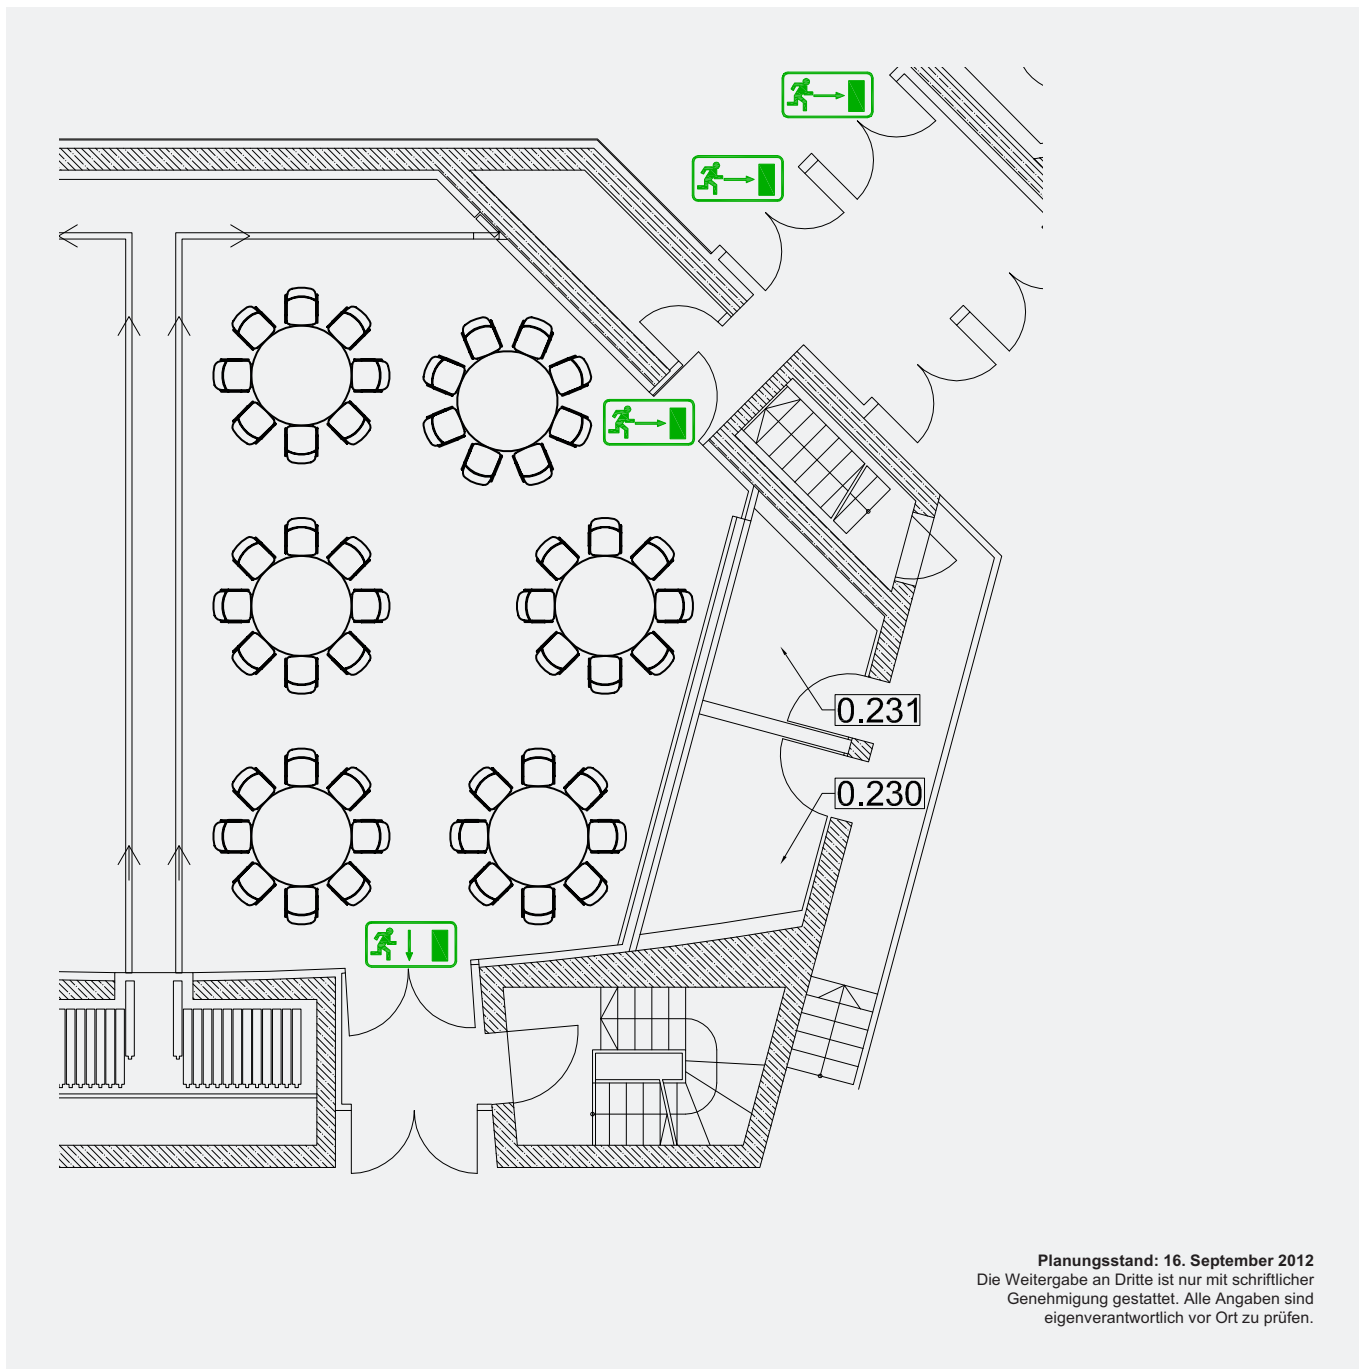 0.231
0.230
Planungsstand: 16. September 2012
Die Weitergabe an Dritte ist nur mit schriftlicher
Genehmigung gestattet. Alle Angaben sind
eigenverantwortlich vor Ort zu prüfen.